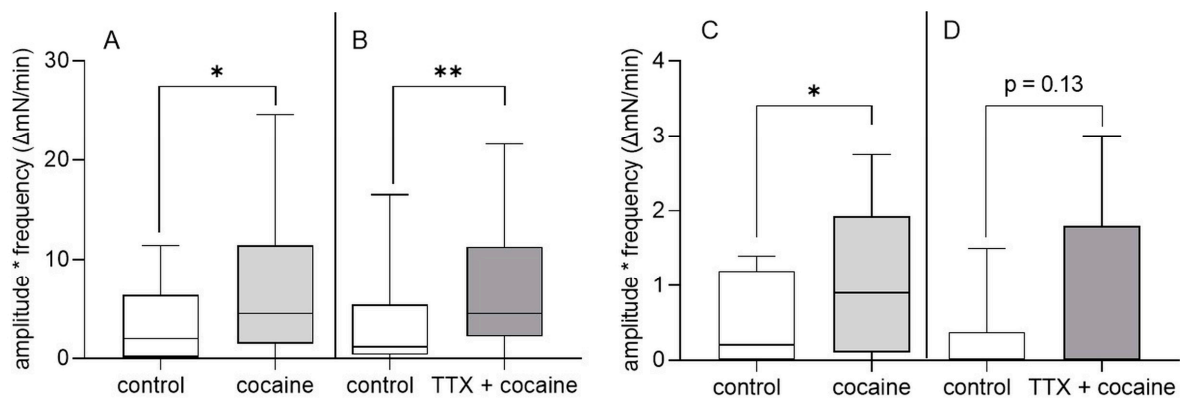 A
B
amplitude * frequency (ΔmN/min)
30
20
10
0
*
**
control
cocaine
control
TTX + cocaine
C
D
amplitude * frequency (ΔmN/min)
4
3
2
1
0
*
p = 0.13
control
cocaine
control
TTX + cocaine